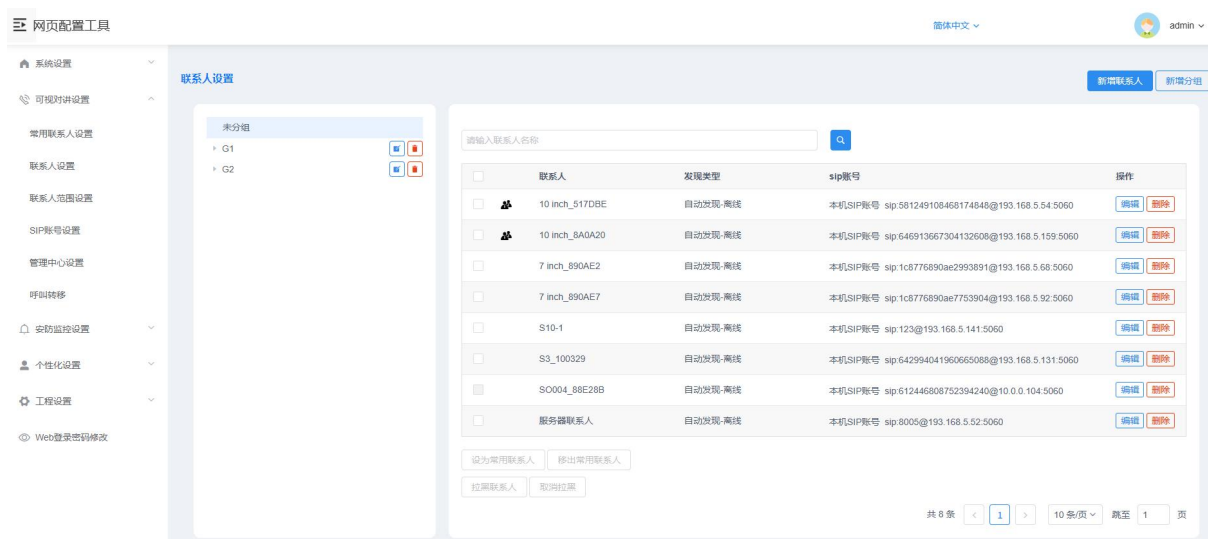 网页配置工具
简体中文
admin
系统设置
可视对讲设置
常用联系人设置
联系人设置
联系人范围设置
SIP账号设置
管理中心设置
呼叫转移
安防监控设置
个性化设置
工程设置
Web登录密码修改
联系人设置
新增联系人 新增分组
未分组
G1
G2
请输入联系人名称
联系人 发现类型 sip账号 操作
10 inch_517DBE 自动发现-离线 本机SIP账号 sip:581249108468174848@193.168.5.54:5060 编辑 删除
10 inch_8A0A20 自动发现-离线 本机SIP账号 sip:646913667304132608@193.168.5.159:5060 编辑 删除
7 inch_890AE2 自动发现-离线 本机SIP账号 sip:1c8776890ae2993891@193.168.5.68:5060 编辑 删除
7 inch_890AE7 自动发现-离线 本机SIP账号 sip:1c8776890ae7753904@193.168.5.92:5060 编辑 删除
S10-1 自动发现-离线 本机SIP账号 sip:123@193.168.5.141:5060 编辑 删除
S3_100329 自动发现-离线 本机SIP账号 sip:642994041960665088@193.168.5.131:5060 编辑 删除
SO004_88E28B 自动发现-离线 本机SIP账号 sip:612446808752394240@10.0.0.104:5060 编辑 删除
服务器联系人 自动发现-离线 本机SIP账号 sip:8005@193.168.5.52:5060 编辑 删除
设为常用联系人 移出常用联系人
拉黑联系人 取消拉黑
共 8 条 < 1 > 10 条/页 跳至 1 页